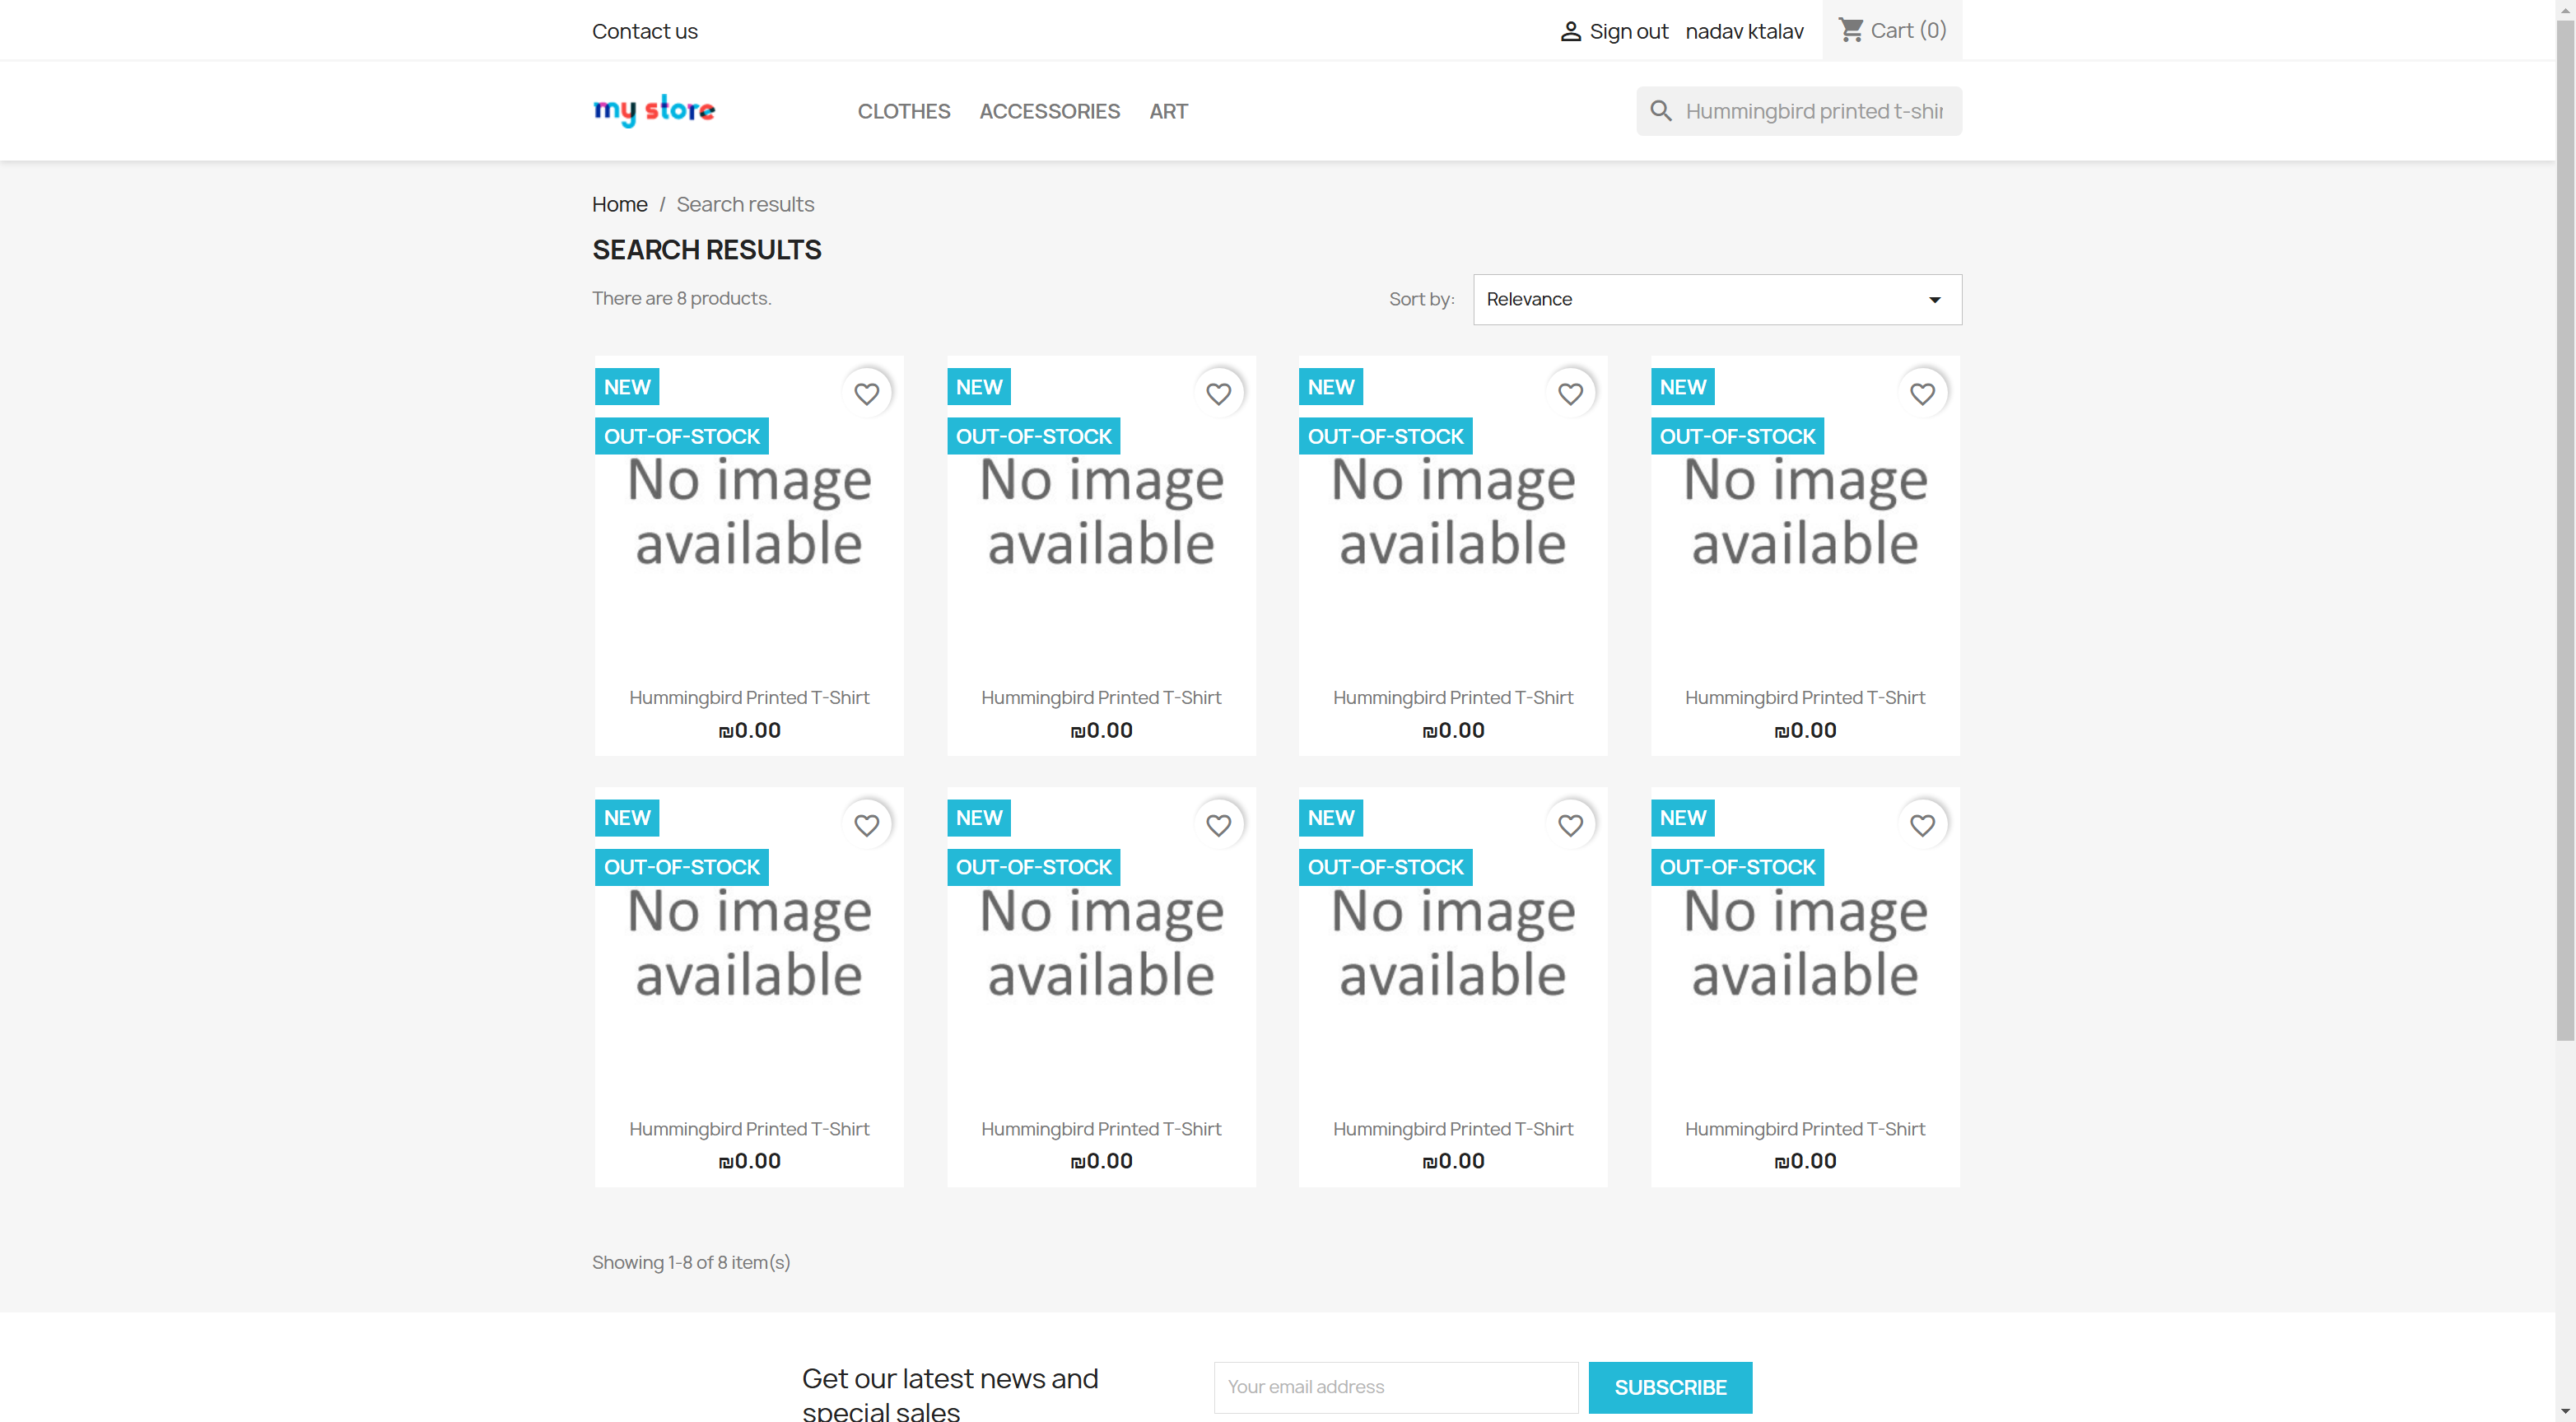 Contact us
Sign out nadav ktalav Cart (0)
my store
CLOTHES ACCESSORIES ART
Hummingbird printed t-shir
Home / Search results
SEARCH RESULTS
There are 8 products.
Sort by: Relevance
NEW NEW NEW NEW
OUT-OF-STOCK OUT-OF-STOCK OUT-OF-STOCK OUT-OF-STOCK
No image No image No image No image
available available available available
Hummingbird Printed T-Shirt Hummingbird Printed T-Shirt Hummingbird Printed T-Shirt Hummingbird Printed T-Shirt
₪0.00 ₪0.00 ₪0.00 ₪0.00
NEW NEW NEW NEW
OUT-OF-STOCK OUT-OF-STOCK OUT-OF-STOCK OUT-OF-STOCK
No image No image No image No image
available available available available
Hummingbird Printed T-Shirt Hummingbird Printed T-Shirt Hummingbird Printed T-Shirt Hummingbird Printed T-Shirt
₪0.00 ₪0.00 ₪0.00 ₪0.00
Showing 1-8 of 8 item(s)
Get our latest news and
special sales
Your email address
SUBSCRIBE